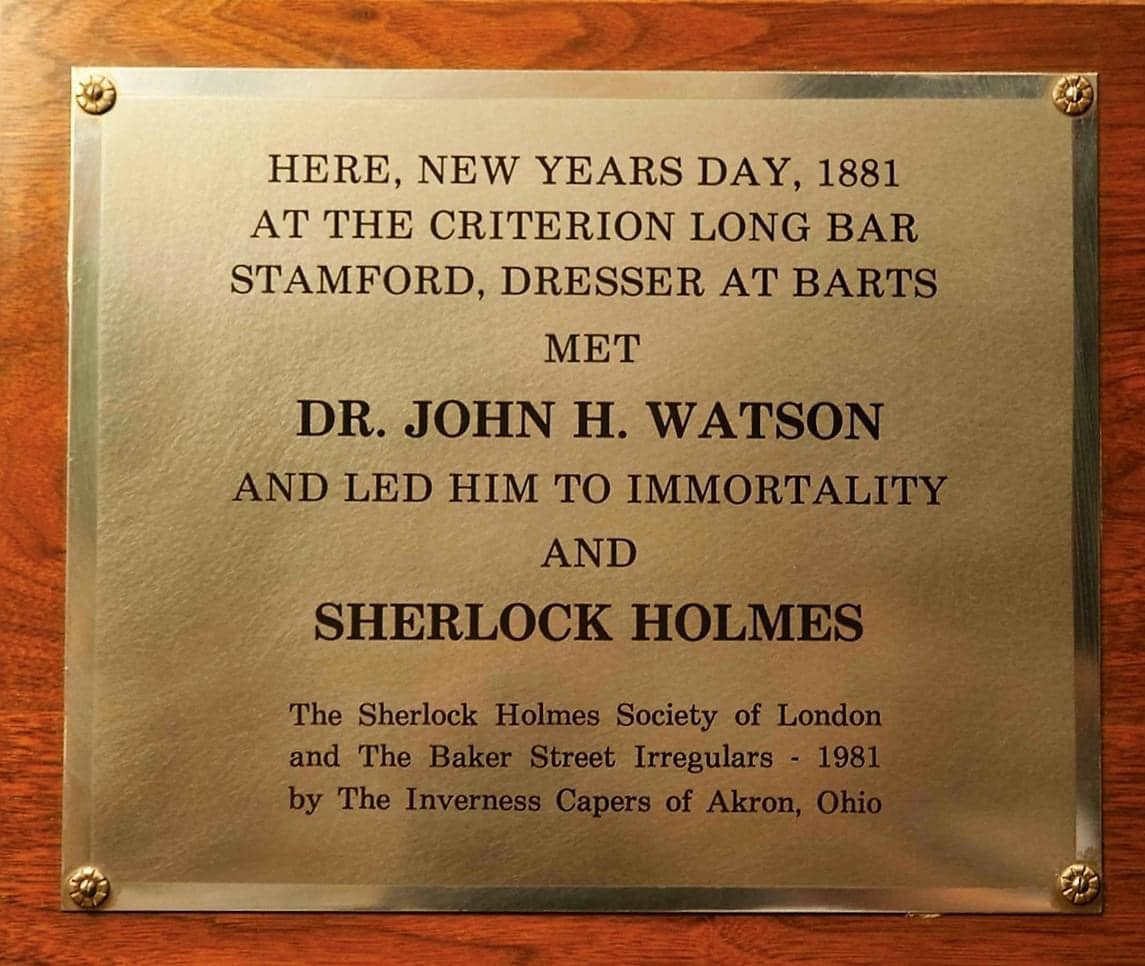 HERE, NEW YEARS DAY, 1881
AT THE CRITERION LONG BAR
STAMFORD, DRESSER AT BARTS
MET
DR. JOHN H. WATSON
AND LED HIM TO IMMORTALITY
AND
SHERLOCK HOLMES
The Sherlock Holmes Society of London
and The Baker Street Irregulars - 1981
by The Inverness Capers of Akron, Ohio